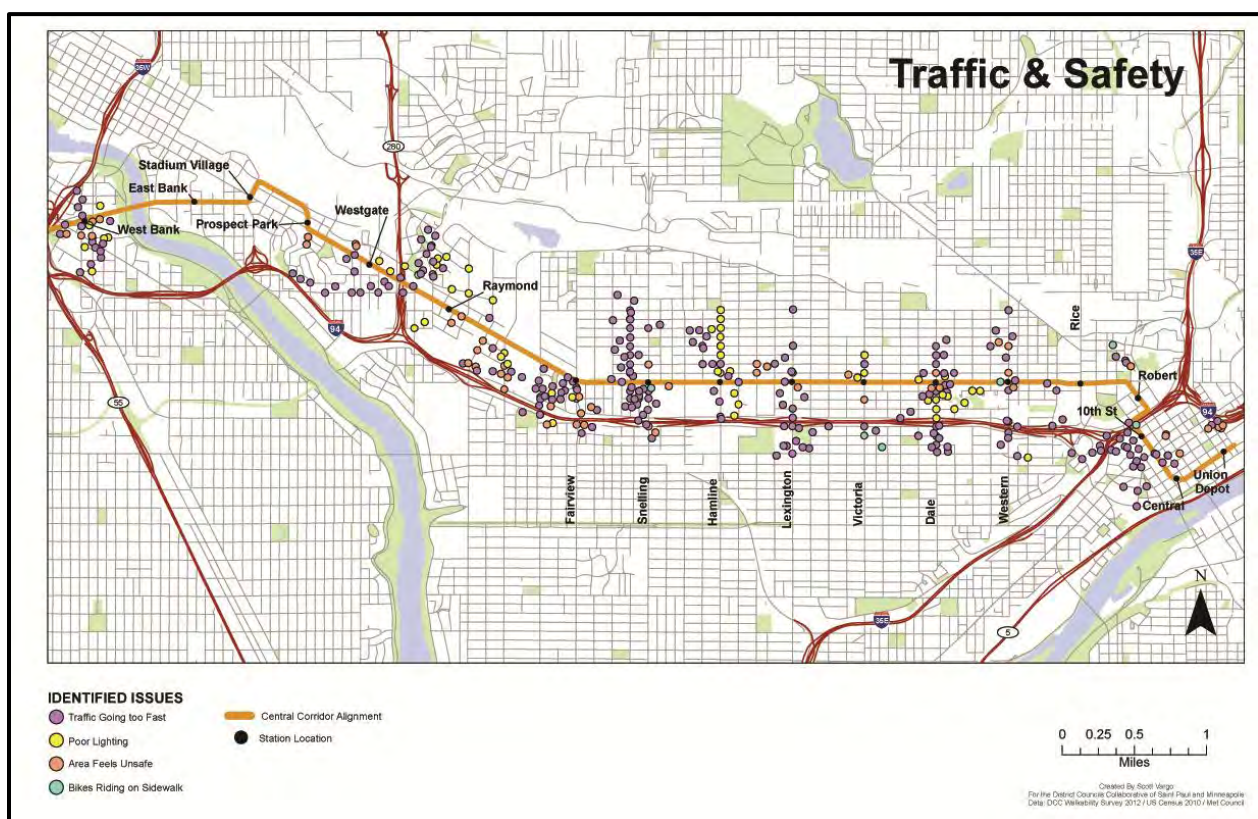 Traffic & Safety
35W
280
Stadium Village
East Bank
Prospect Park
West Bank
Westgate
Raymond
94
55
35E
Rice
Robert
10th St
94
Union
Depot
Central
Fairview
Snelling
Hamline
Lexington
Victoria
Dale
Western
N
35E
5
IDENTIFIED ISSUES
Traffic Going too Fast
Poor Lighting
Area Feels Unsafe
Bikes Riding on Sidewalk
Central Corridor Alignment
Station Location
0 0.25 0.5 1
Miles
Created By Scott Vargo
For the District Councils Collaborative of Saint Paul and Minneapolis
Data: DCC Walkability Survey 2012 / US Census 2010 / Met Council